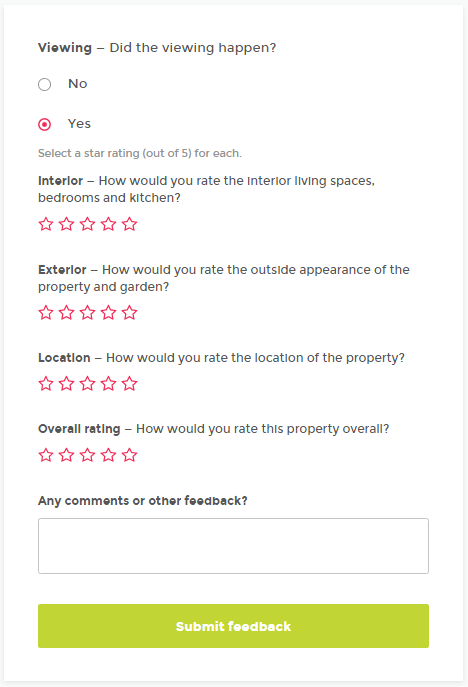 Viewing – Did the viewing happen?
No
Yes
Select a star rating (out of 5) for each.
Interior – How would you rate the interior living spaces,
bedrooms and kitchen?
Exterior – How would you rate the outside appearance of the
property and garden?
Location – How would you rate the location of the property?
Overall rating – How would you rate this property overall?
Any comments or other feedback?
Submit feedback